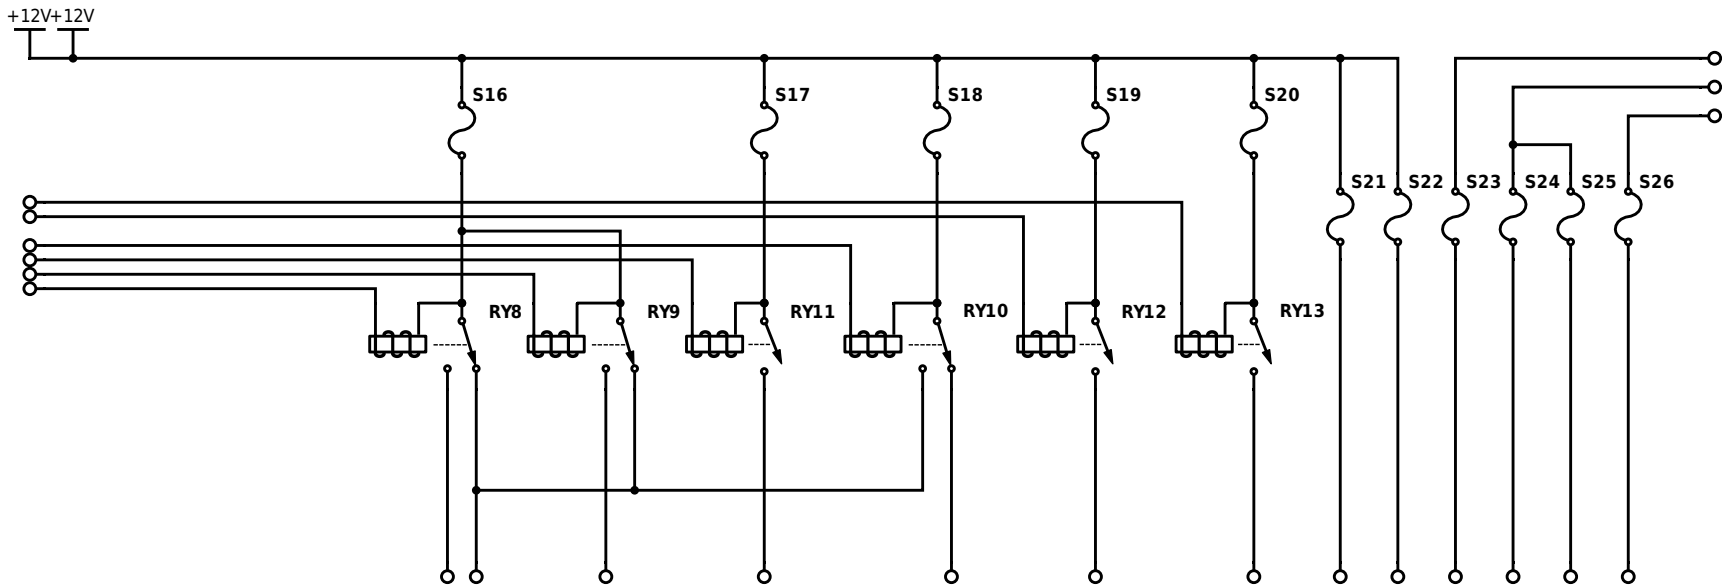 +12V +12V
S16 S17 S18 S19 S20
S21 S22 S23 S24 S25 S26
RY8 RY9 RY11 RY10 RY12 RY13